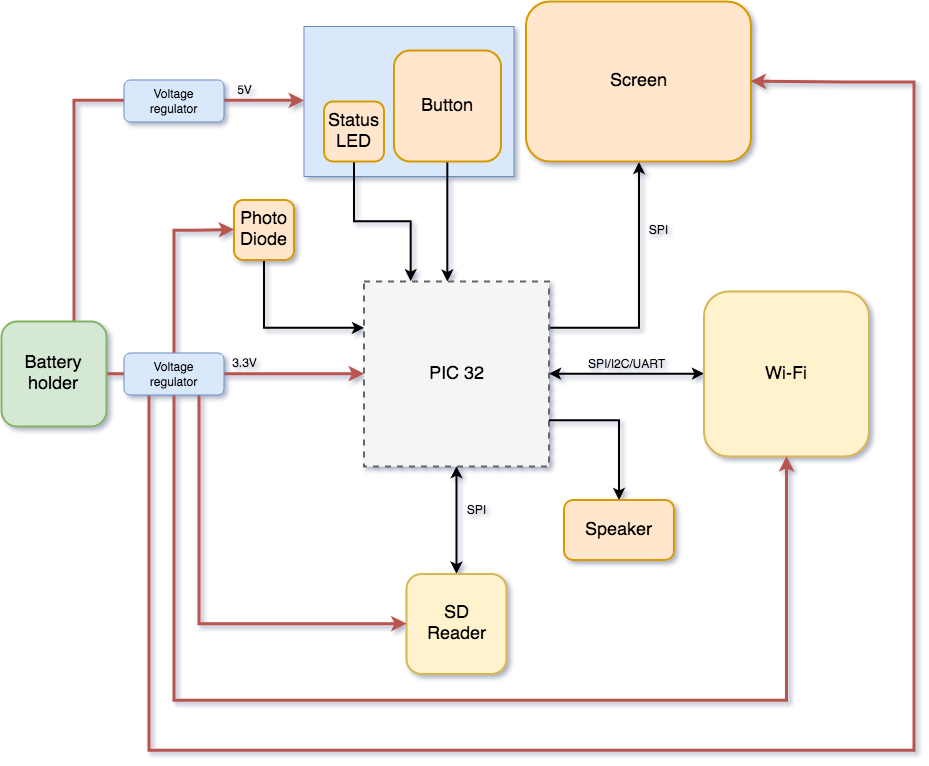 Screen
Voltage
regulator
5V
Button
Status
LED
Photo
Diode
SPI
Battery
holder
Voltage
regulator
3.3V
PIC 32
SPI/I2C/UART
Wi-Fi
SPI
Speaker
SD
Reader